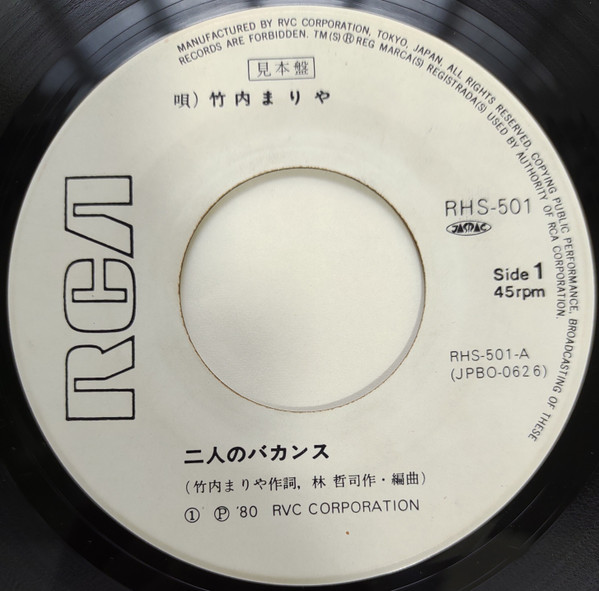 MANUFACTURED BY RVC CORPORATION, TOKYO, JAPAN. ALL RIGHTS RESERVED, COPYING PUBLIC PERFORMANCE, BROADCASTING OF THESE
RECORDS ARE FORBIDDEN. TM(S)Ⓡ REG MARCA(S) REGISTRADA(S) USED BY AUTHORITY OF RCA CORPORATION.
見本盤
唄）竹内まりや
RCA
RHS-501
JASRAC
Side 1
45rpm
RHS-501-A
(JPBO-0626)
二人のバカンス
(竹内まりや作詞, 林 哲司作・編曲)
① Ⓟ '80 RVC CORPORATION